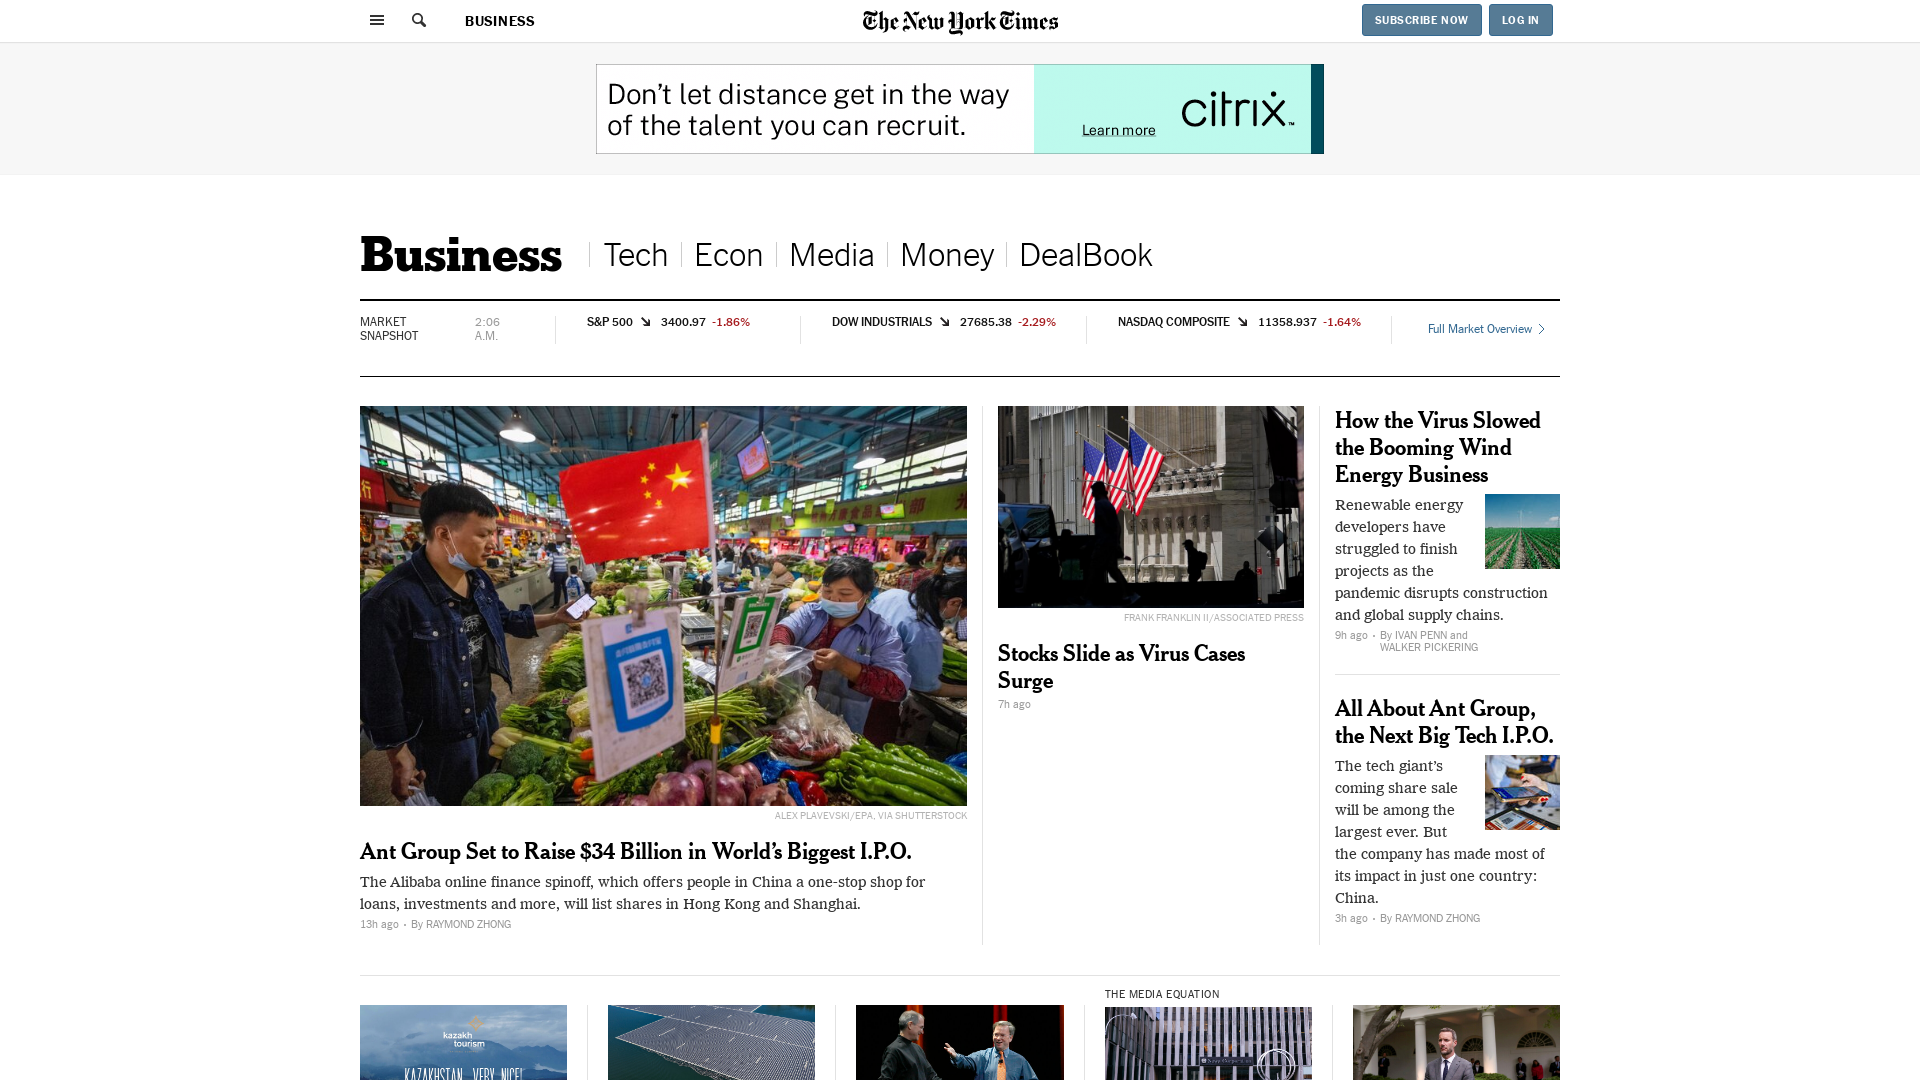 BUSINESS
The New York Times
SUBSCRIBE NOW
LOG IN
Don't let distance get in the way
of the talent you can recruit.
Learn more
citrix
Business
Tech
Econ
Media
Money
DealBook
MARKET
SNAPSHOT
2:06
A.M.
S&P 500 ↘ 3400.97 -1.86%
DOW INDUSTRIALS ↘ 27685.38 -2.29%
NASDAQ COMPOSITE ↘ 11358.937 -1.64%
Full Market Overview
ALEX PLAVEVSKI/EPA, VIA SHUTTERSTOCK
Ant Group Set to Raise $34 Billion in World's Biggest I.P.O.
The Alibaba online finance spinoff, which offers people in China a one-stop shop for
loans, investments and more, will list shares in Hong Kong and Shanghai.
13h ago • By RAYMOND ZHONG
FRANK FRANKLIN II/ASSOCIATED PRESS
Stocks Slide as Virus Cases
Surge
7h ago
How the Virus Slowed
the Booming Wind
Energy Business
Renewable energy
developers have
struggled to finish
projects as the
pandemic disrupts construction
and global supply chains.
9h ago • By IVAN PENN and
WALKER PICKERING
All About Ant Group,
the Next Big Tech I.P.O.
The tech giant's
coming share sale
will be among the
largest ever. But
the company has made most of
its impact in just one country:
China.
3h ago • By RAYMOND ZHONG
kazakh
tourism
KAZAKHSTAN. VERY NICE!
THE MEDIA EQUATION